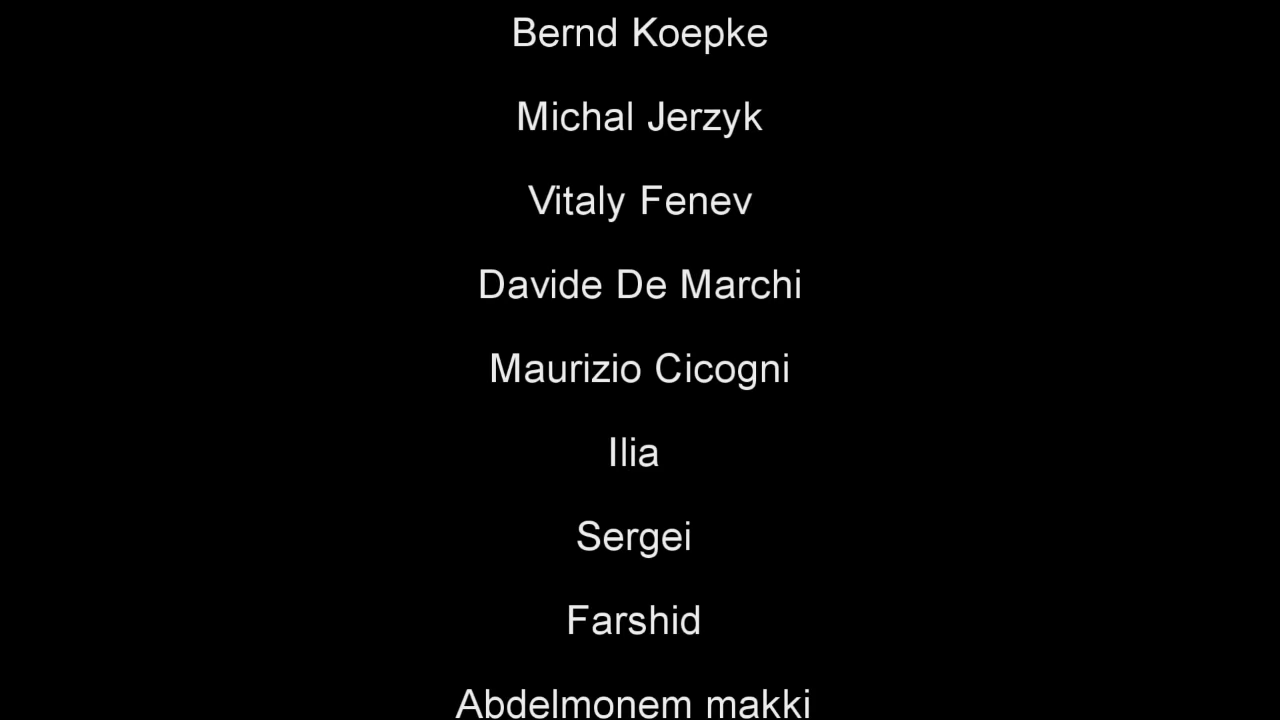 Bernd Koepke
Michal Jerzyk
Vitaly Fenev
Davide De Marchi
Maurizio Cicogni
Ilia
Sergei
Farshid
Abdelmonem makki